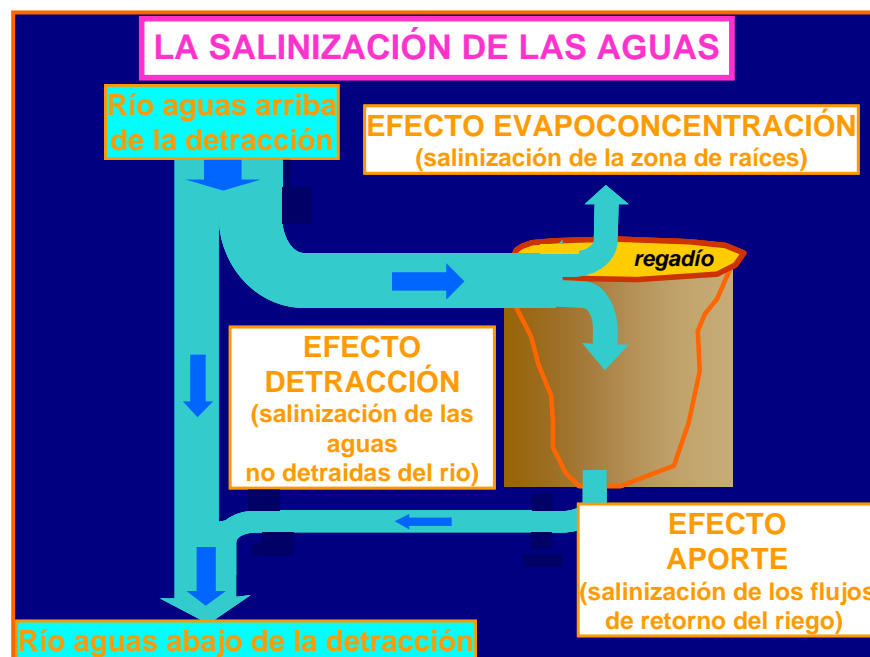 LA SALINIZACIÓN DE LAS AGUAS
Río aguas arriba
de la detracción
EFECTO EVAPOCONCENTRACIÓN
(salinización de la zona de raíces)
regadío
EFECTO
DETRACCIÓN
(salinización de las
aguas
no detraidas del rio)
EFECTO
APORTE
(salinización de los flujos
de retorno del riego)
Río aguas abajo de la detracción